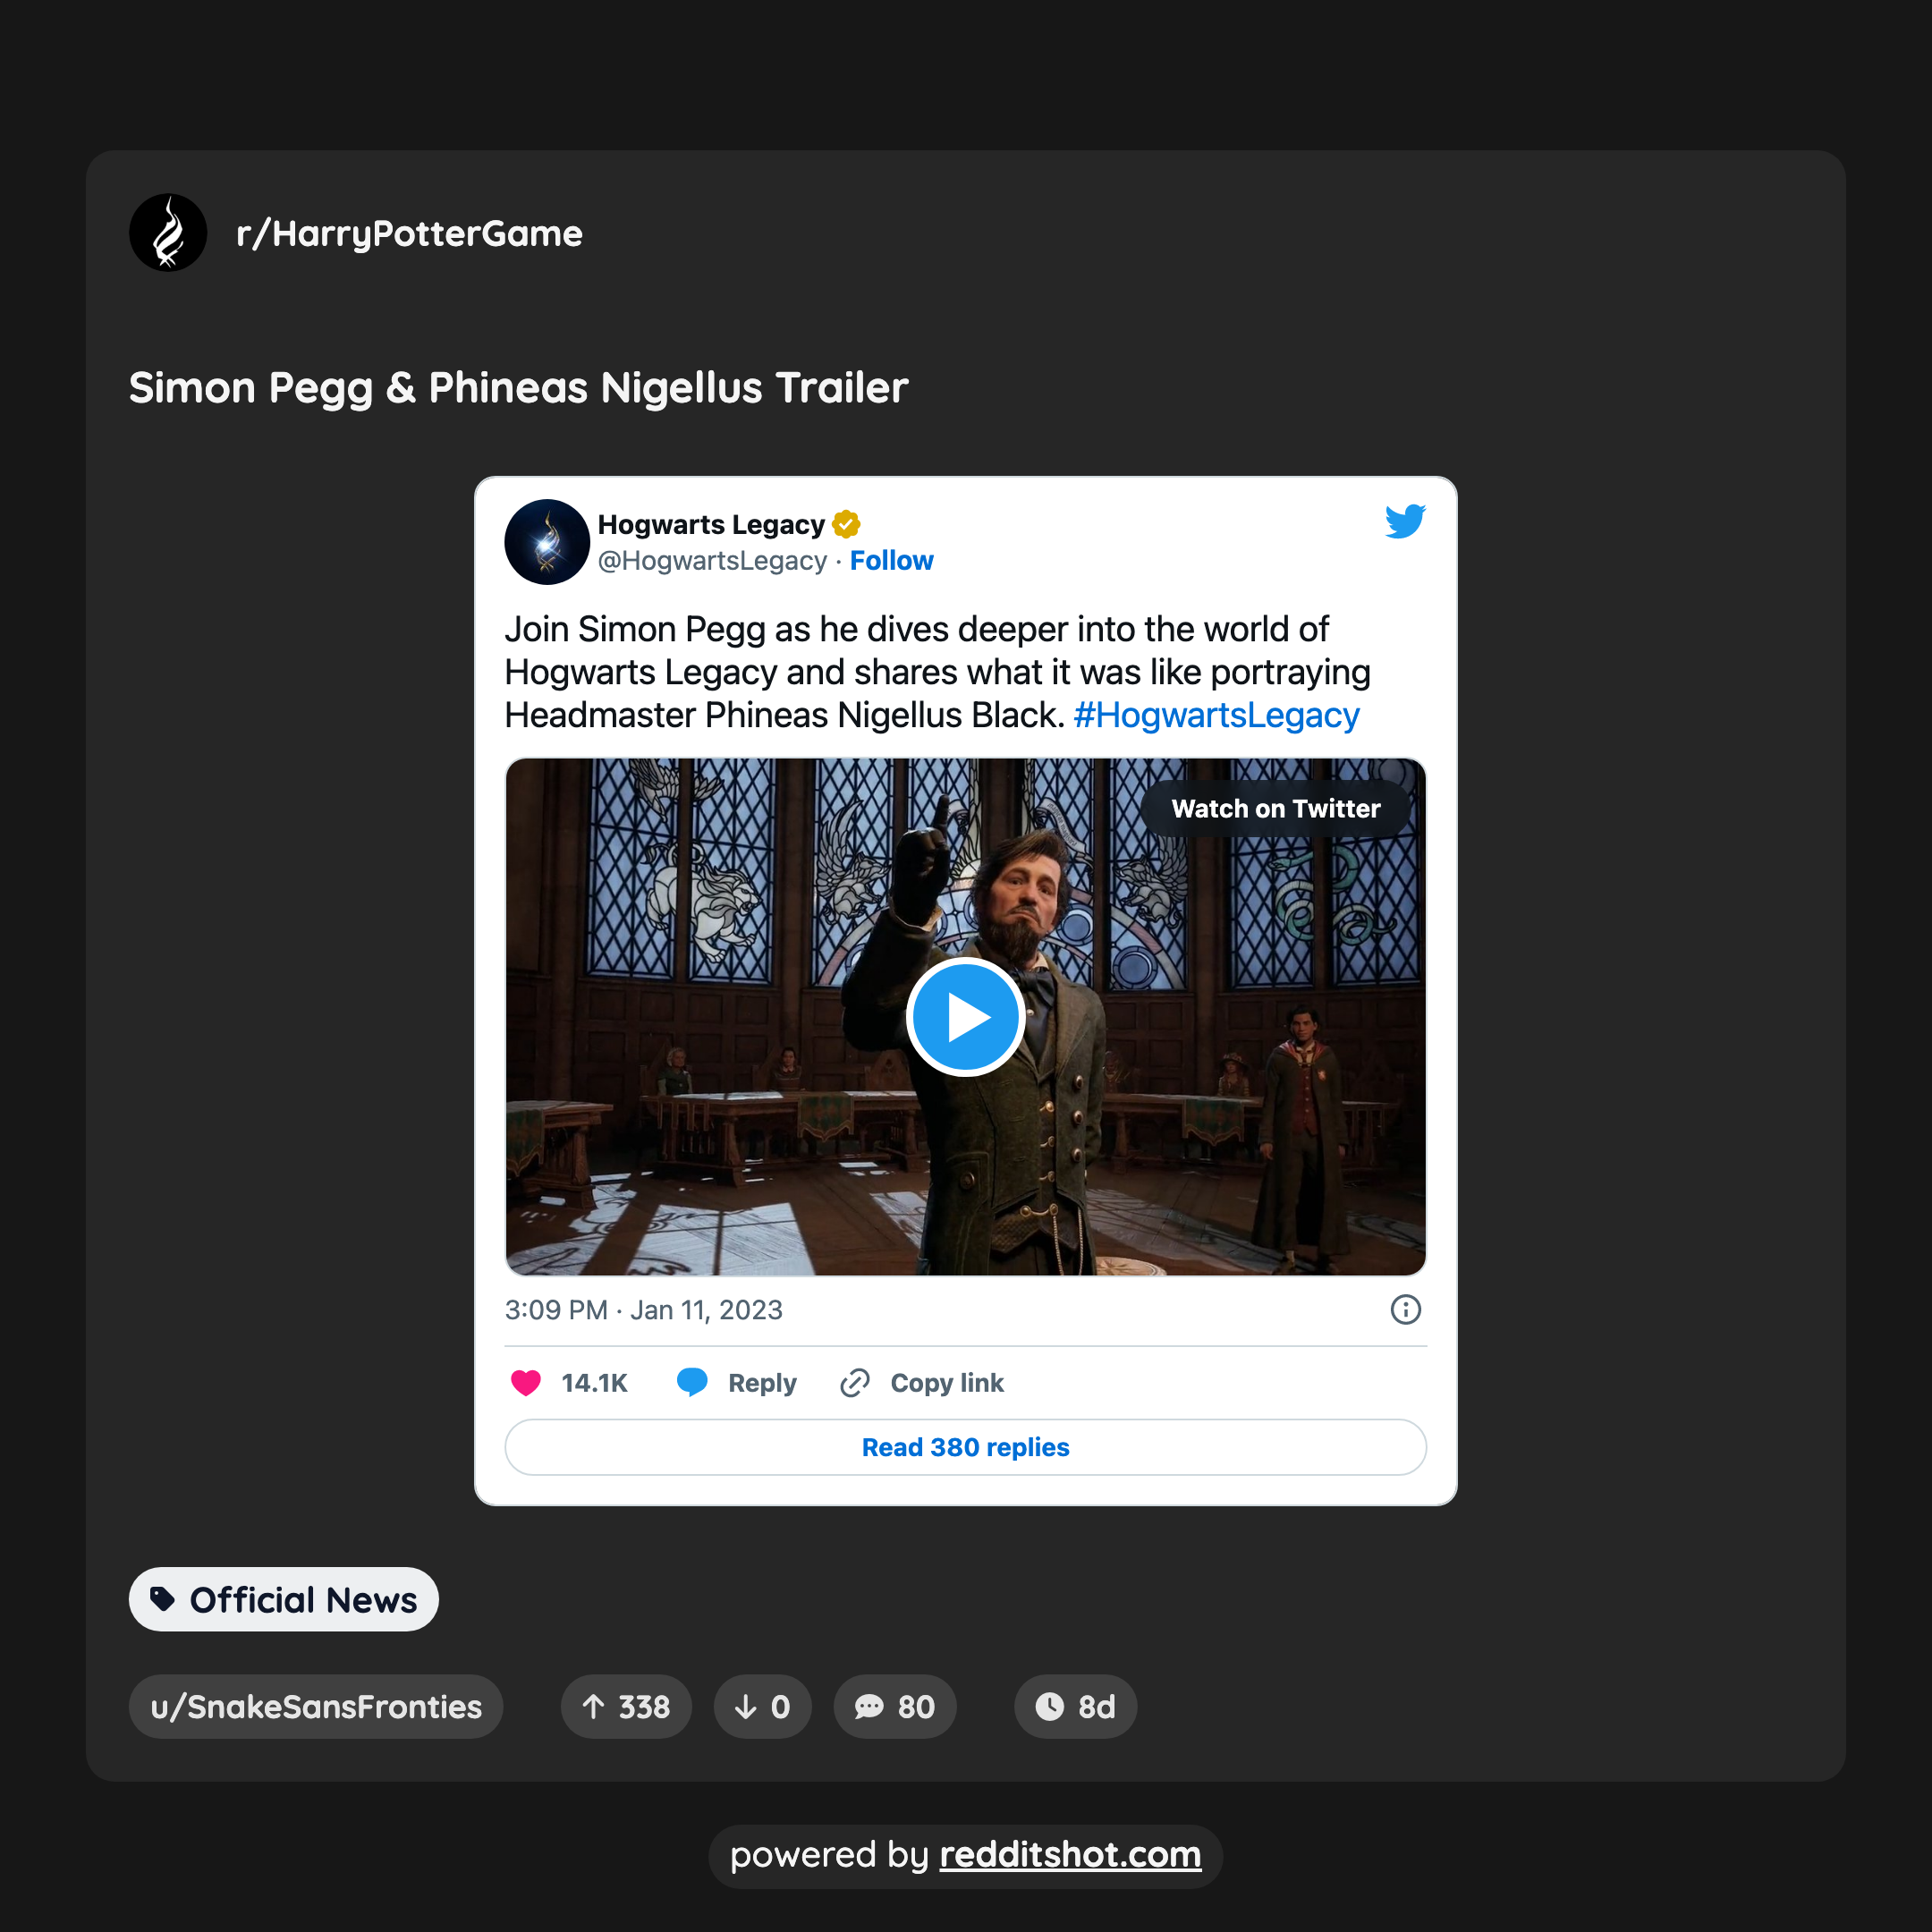 r/HarryPotterGame
Simon Pegg & Phineas Nigellus Trailer
Hogwarts Legacy
@HogwartsLegacy · Follow
Join Simon Pegg as he dives deeper into the world of
Hogwarts Legacy and shares what it was like portraying
Headmaster Phineas Nigellus Black. #HogwartsLegacy
Watch on Twitter
3:09 PM · Jan 11, 2023
14.1K Reply Copy link
Read 380 replies
Official News
u/SnakeSansFronties 338 0 80 8d
powered by redditshot.com